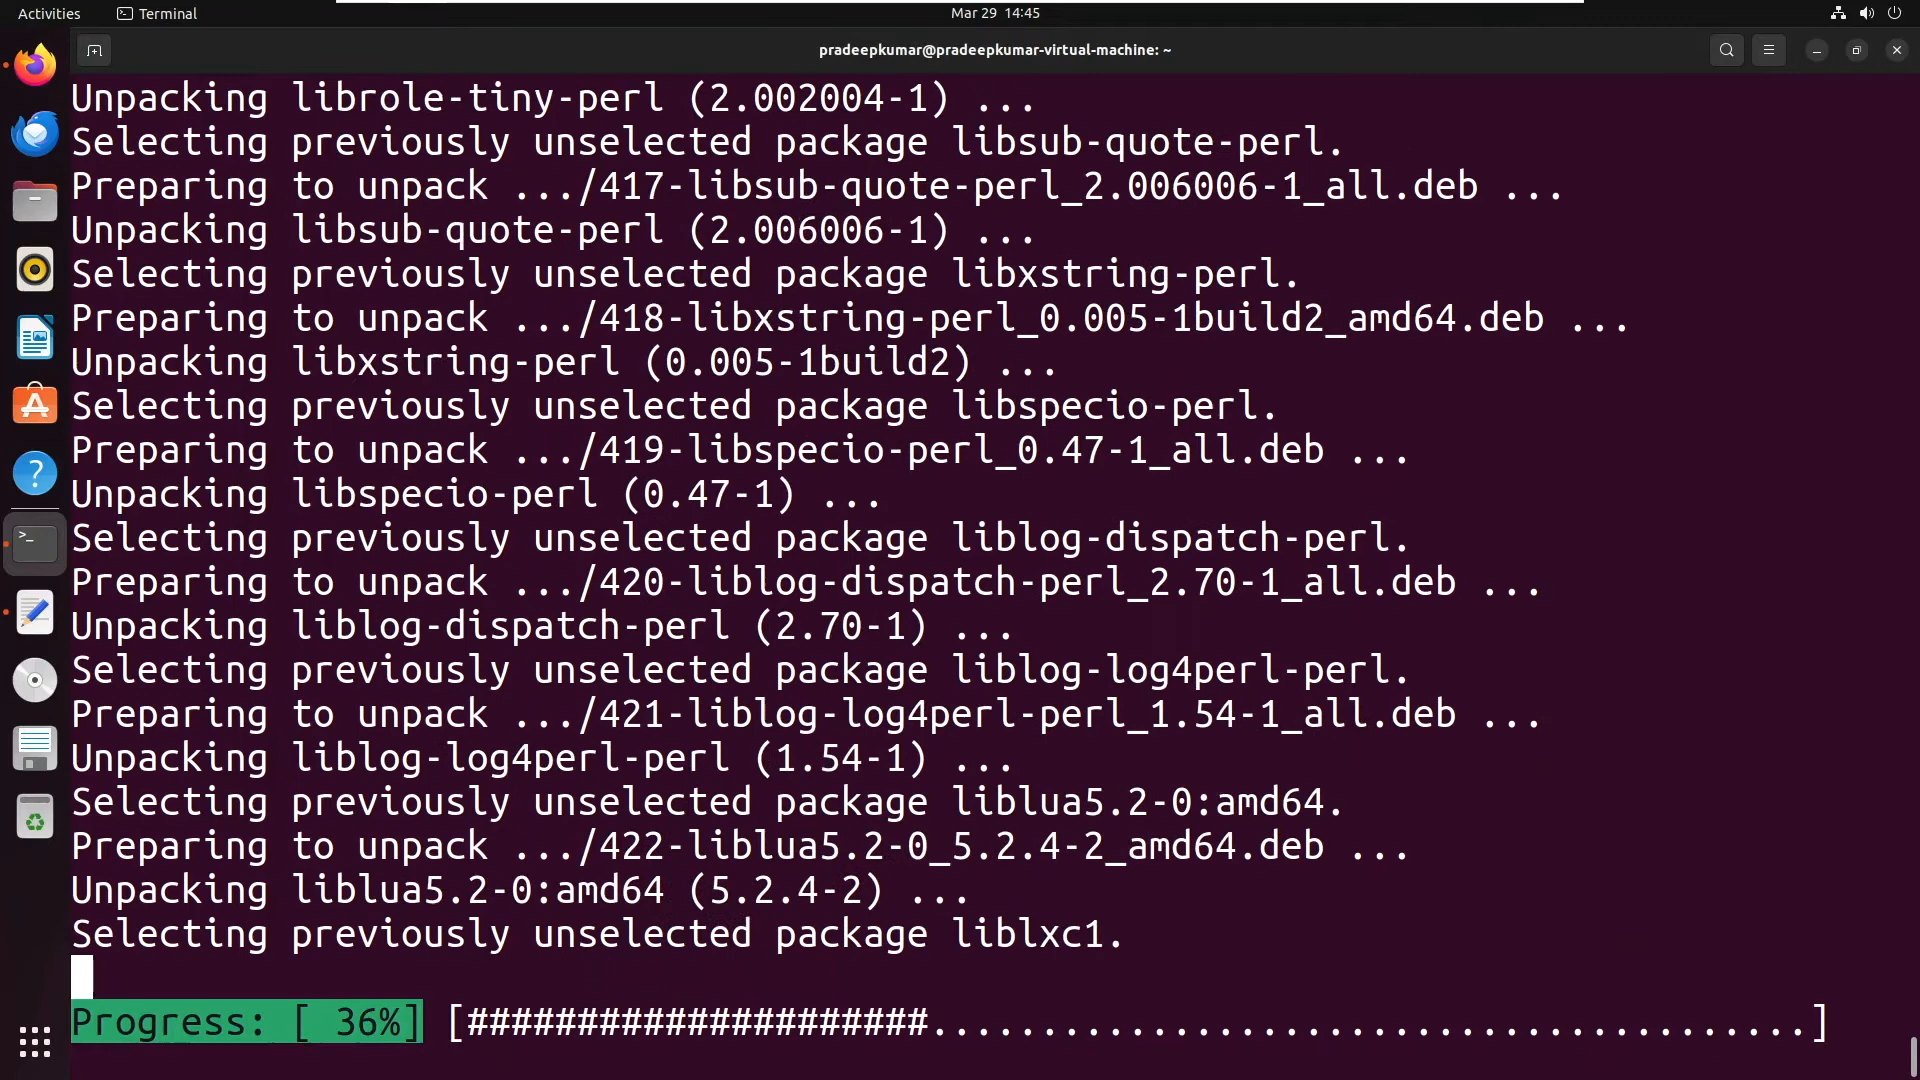 Activities Terminal Mar 29 14:45
pradeepkumar@pradeepkumar-virtual-machine: ~
Unpacking librole-tiny-perl (2.002004-1) ...
Selecting previously unselected package libsub-quote-perl.
Preparing to unpack .../417-libsub-quote-perl_2.006006-1_all.deb ...
Unpacking libsub-quote-perl (2.006006-1) ...
Selecting previously unselected package libxstring-perl.
Preparing to unpack .../418-libxstring-perl_0.005-1build2_amd64.deb ...
Unpacking libxstring-perl (0.005-1build2) ...
Selecting previously unselected package libspecio-perl.
Preparing to unpack .../419-libspecio-perl_0.47-1_all.deb ...
Unpacking libspecio-perl (0.47-1) ...
Selecting previously unselected package liblog-dispatch-perl.
Preparing to unpack .../420-liblog-dispatch-perl_2.70-1_all.deb ...
Unpacking liblog-dispatch-perl (2.70-1) ...
Selecting previously unselected package liblog-log4perl-perl.
Preparing to unpack .../421-liblog-log4perl-perl_1.54-1_all.deb ...
Unpacking liblog-log4perl-perl (1.54-1) ...
Selecting previously unselected package liblua5.2-0:amd64.
Preparing to unpack .../422-liblua5.2-0_5.2.4-2_amd64.deb ...
Unpacking liblua5.2-0:amd64 (5.2.4-2) ...
Selecting previously unselected package liblxc1.
Progress: [ 36%] [#####################........................................]